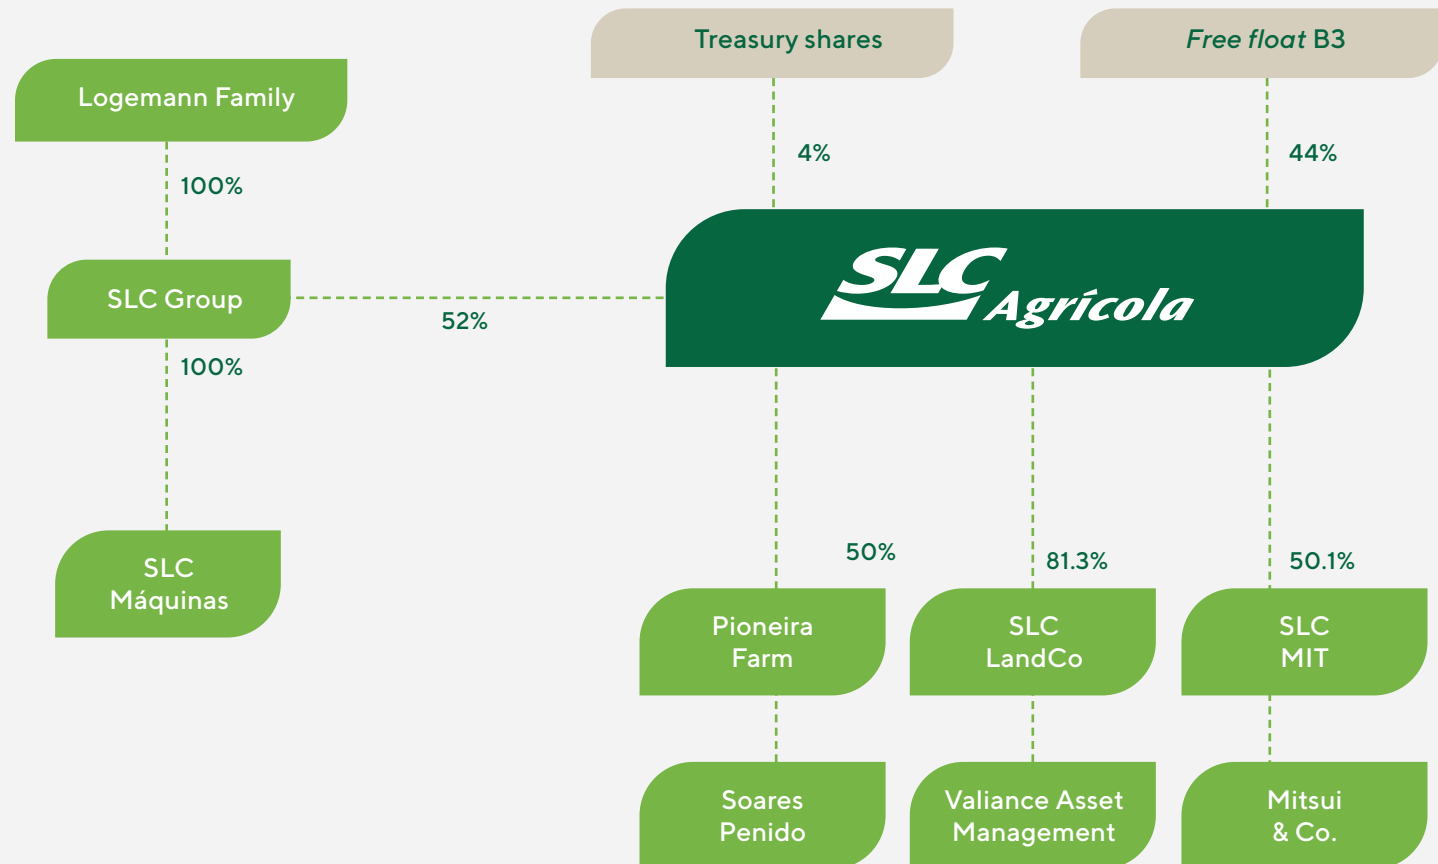 Treasury shares
Free float B3
Logemann Family
4%
44%
100%
SLC Agrícola
SLC Group
52%
100%
SLC
Máquinas
50%
81.3%
50.1%
Pioneira
Farm
SLC
LandCo
SLC
MIT
Soares
Penido
Valiance Asset
Management
Mitsui
& Co.